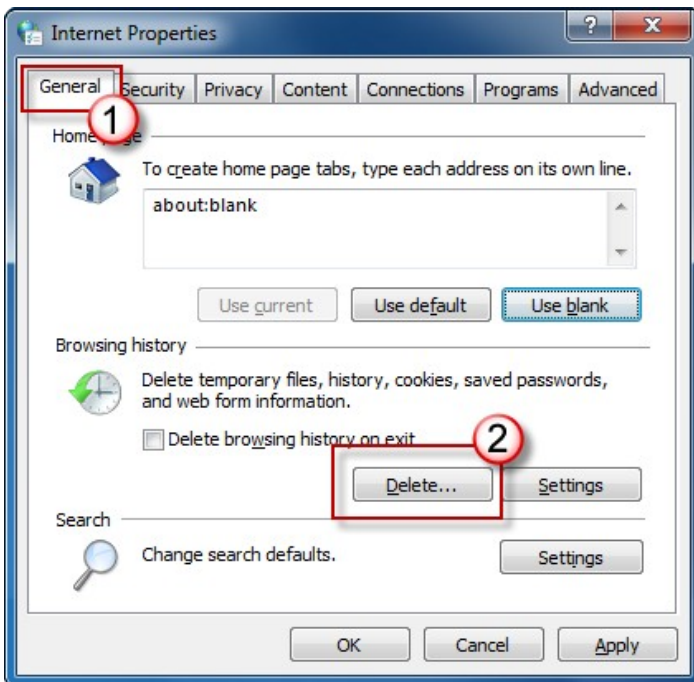 Internet Properties
?
X
General
Security
Privacy
Content
Connections
Programs
Advanced
1
Home page
To create home page tabs, type each address on its own line.
about:blank
Use current
Use default
Use blank
Browsing history
Delete temporary files, history, cookies, saved passwords,
and web form information.
Delete browsing history on exit
2
Delete...
Settings
Search
Change search defaults.
Settings
OK
Cancel
Apply